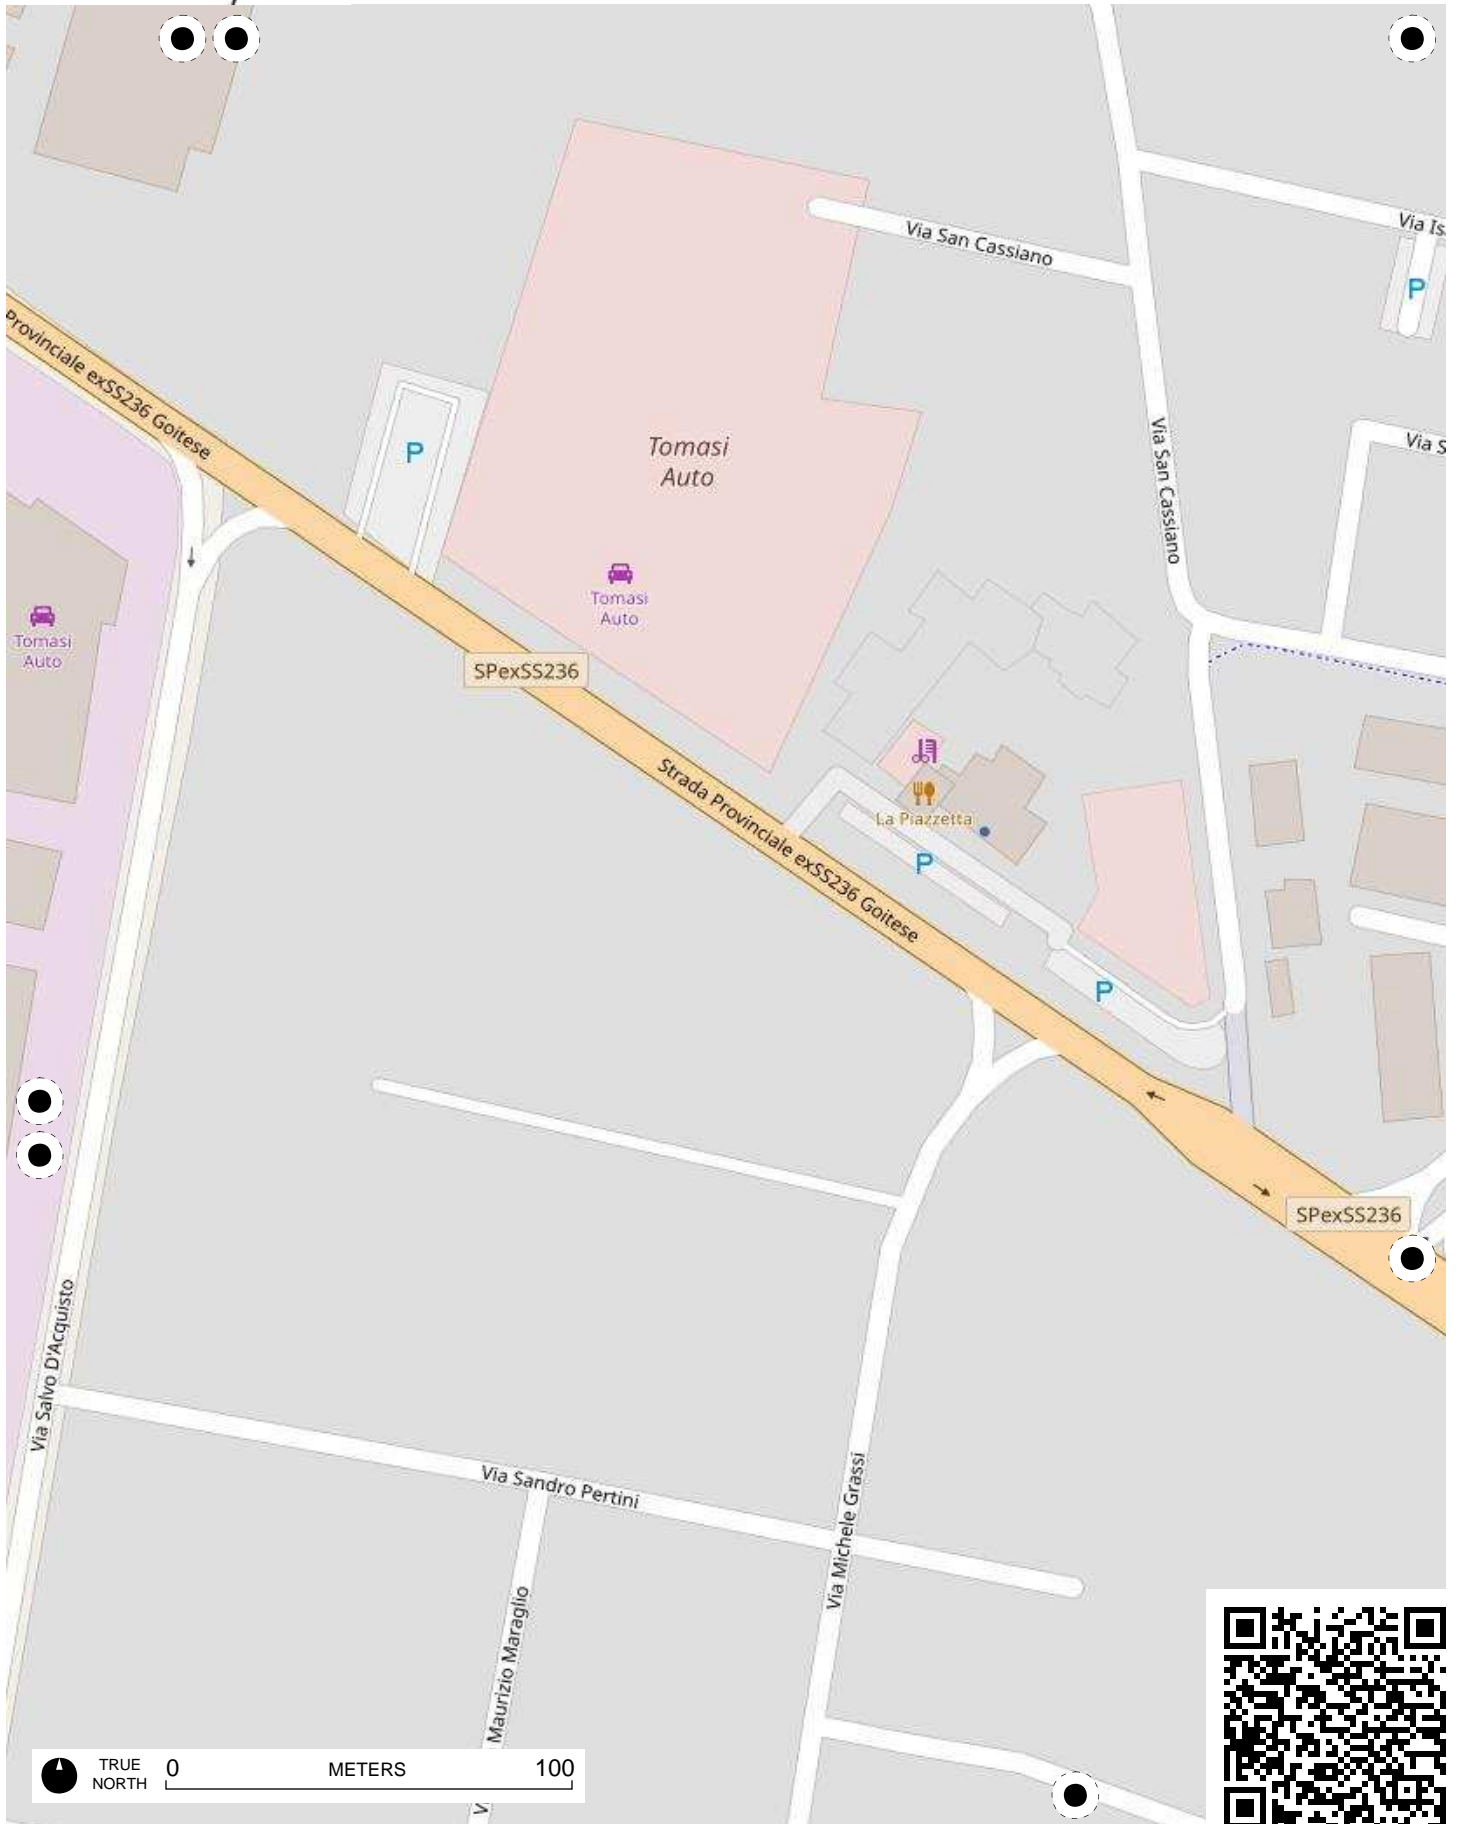 Via San Cassiano
Via Is
P
Provinciale exSS236 Goitese
P
Tomasi
Auto
Via San Cassiano
Via S
Tomasi
Auto
Tomasi
Auto
SPexSS236
Strada Provinciale exSS236 Goitese
La Piazzetta
P
P
SPexSS236
Via Salvo D'Acquisto
Via Sandro Pertini
Via Michele Grassi
V
Maurizio Maraglio
TRUE
NORTH
0 METERS 100